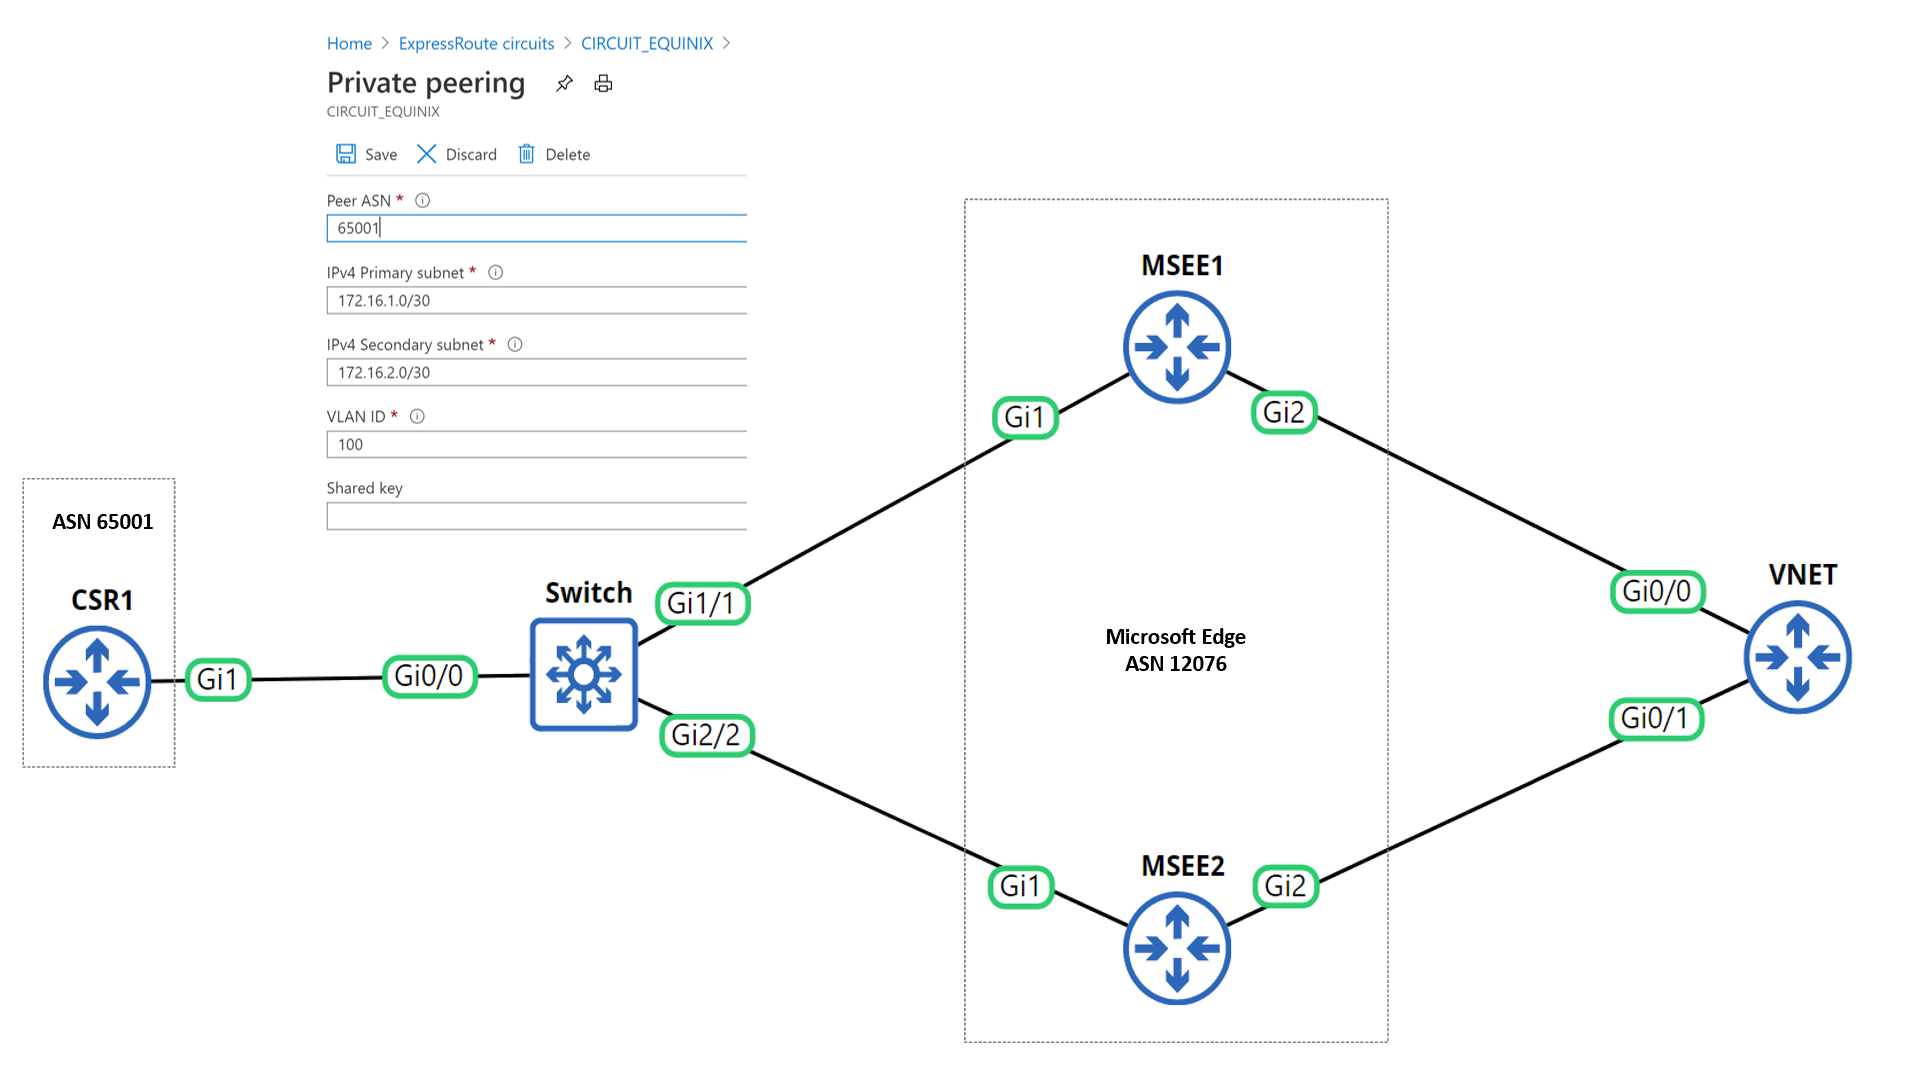 Home > ExpressRoute circuits > CIRCUIT_EQUINIX >
Private peering
CIRCUIT_EQUINIX
Save Discard Delete
Peer ASN *
65001
IPv4 Primary subnet *
172.16.1.0/30
IPv4 Secondary subnet *
172.16.2.0/30
VLAN ID *
100
Shared key
ASN 65001
CSR1
Gi1
Gi0/0
Switch
Gi1/1
Gi2/2
MSEE1
Gi1
Gi2
Microsoft Edge
ASN 12076
MSEE2
Gi1
Gi2
VNET
Gi0/0
Gi0/1